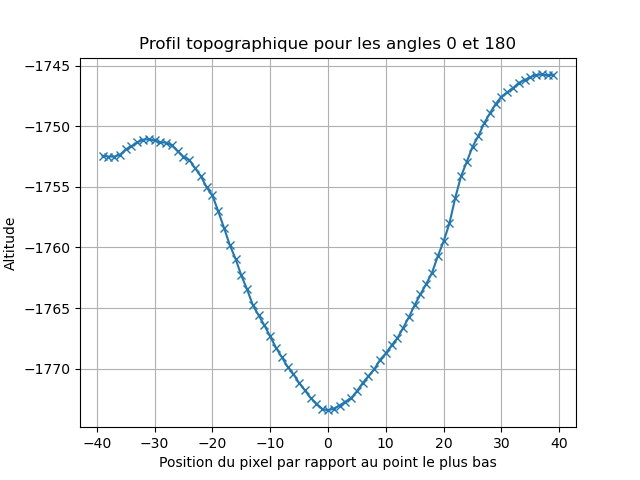 Profil topographique pour les angles 0 et 180
−1745
−1750
−1755
−1760
−1765
−1770
Altitude
−40 −30 −20 −10 0 10 20 30 40
Position du pixel par rapport au point le plus bas